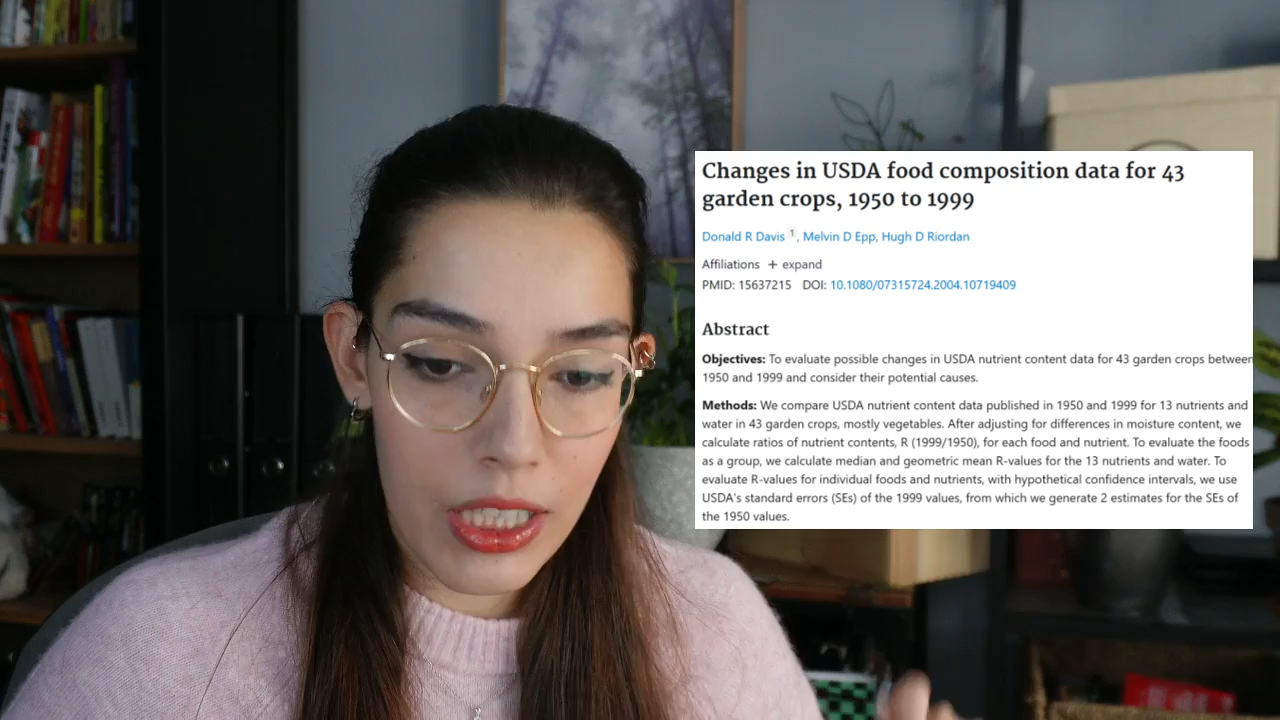 Changes in USDA food composition data for 43
garden crops, 1950 to 1999
Donald R Davis 1, Melvin D Epp, Hugh D Riordan
Affiliations + expand
PMID: 15637215 DOI: 10.1080/07315724.2004.10719409
Abstract
Objectives: To evaluate possible changes in USDA nutrient content data for 43 garden crops between
1950 and 1999 and consider their potential causes.
Methods: We compare USDA nutrient content data published in 1950 and 1999 for 13 nutrients and
water in 43 garden crops, mostly vegetables. After adjusting for differences in moisture content, we
calculate ratios of nutrient contents, R (1999/1950), for each food and nutrient. To evaluate the foods
as a group, we calculate median and geometric mean R-values for the 13 nutrients and water. To
evaluate R-values for individual foods and nutrients, with hypothetical confidence intervals, we use
USDA's standard errors (SEs) of the 1999 values, from which we generate 2 estimates for the SEs of
the 1950 values.